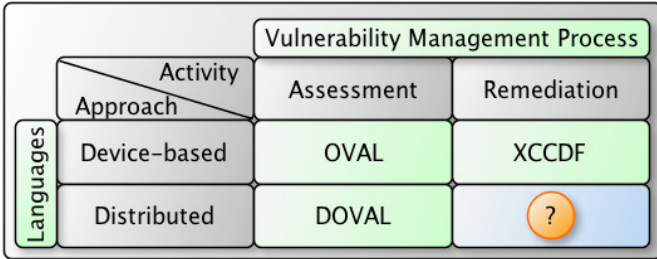 Vulnerability Management Process
Activity
Approach
Assessment
Remediation
Languages
Device-based
OVAL
XCCDF
Distributed
DOVAL
?